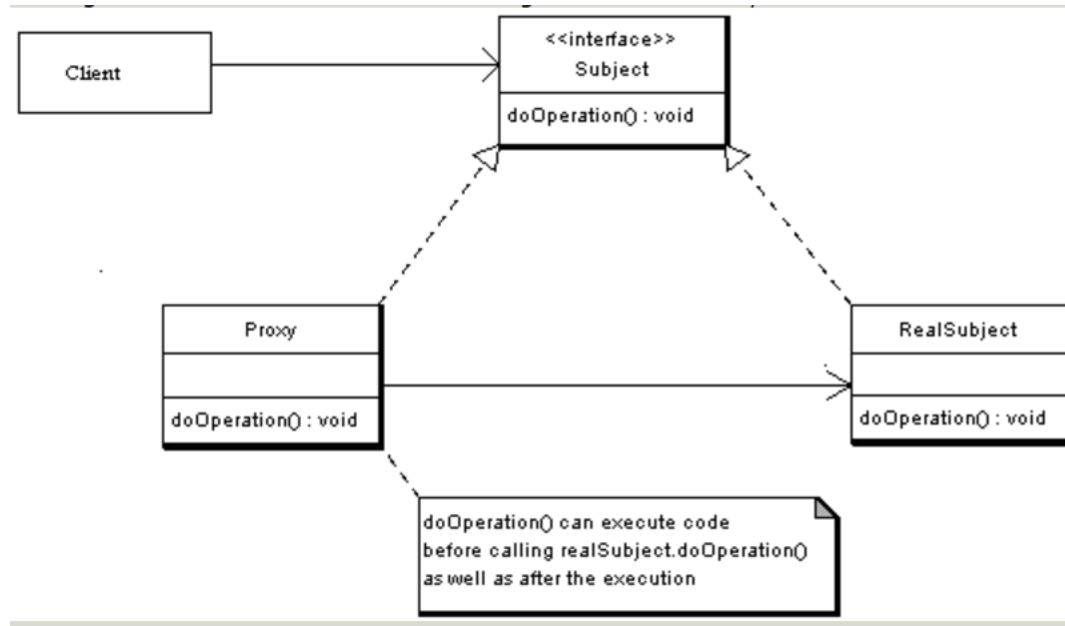 Client
<<interface>>
Subject
doOperation() : void
Proxy
doOperation() : void
RealSubject
doOperation() : void
doOperation() can execute code
before calling realSubject.doOperation()
as well as after the execution